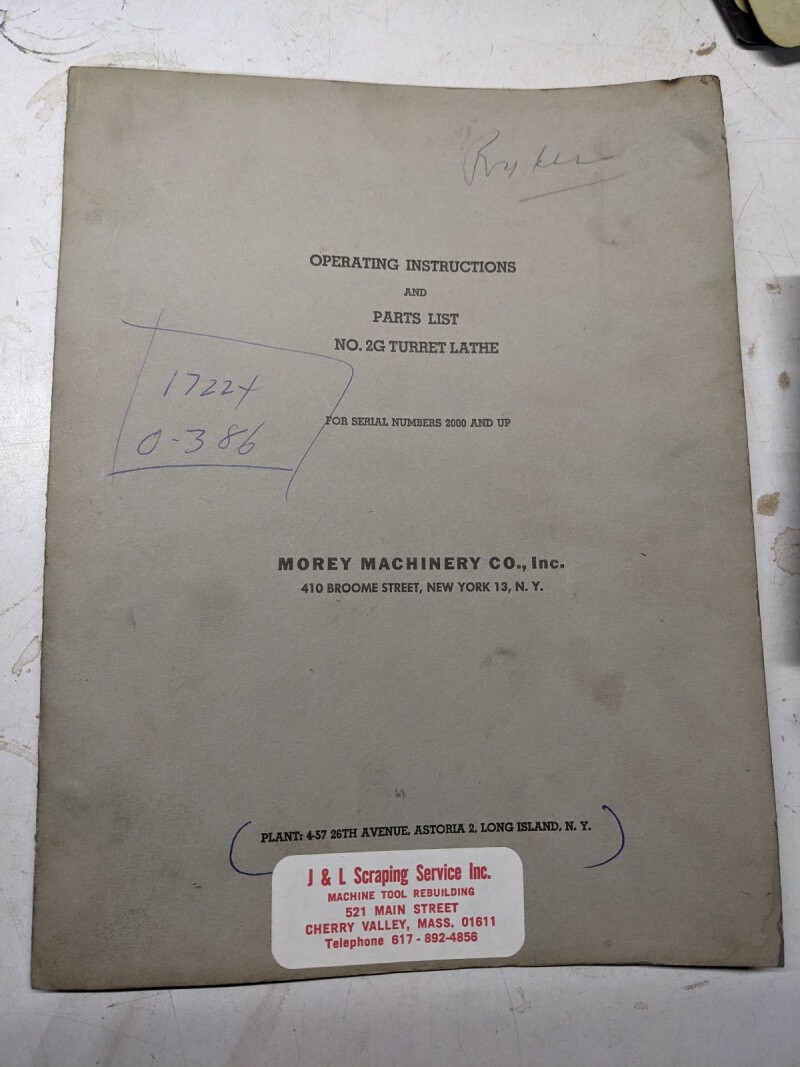 OPERATING INSTRUCTIONS
AND
PARTS LIST
NO. 2G TURRET LATHE
1722X
0-386
FOR SERIAL NUMBERS 2000 AND UP
MOREY MACHINERY CO., Inc.
410 BROOME STREET, NEW YORK 13, N. Y.
PLANT: 4-57 26TH AVENUE, ASTORIA 2, LONG ISLAND, N. Y.
J & L Scraping Service Inc.
MACHINE TOOL REBUILDING
521 MAIN STREET
CHERRY VALLEY, MASS. 01611
Telephone 617-892-4856